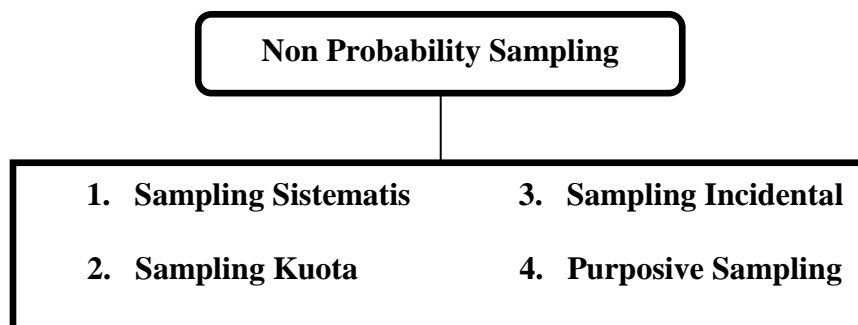 Non Probability Sampling
1. Sampling Sistematis
2. Sampling Kuota
3. Sampling Incidental
4. Purposive Sampling